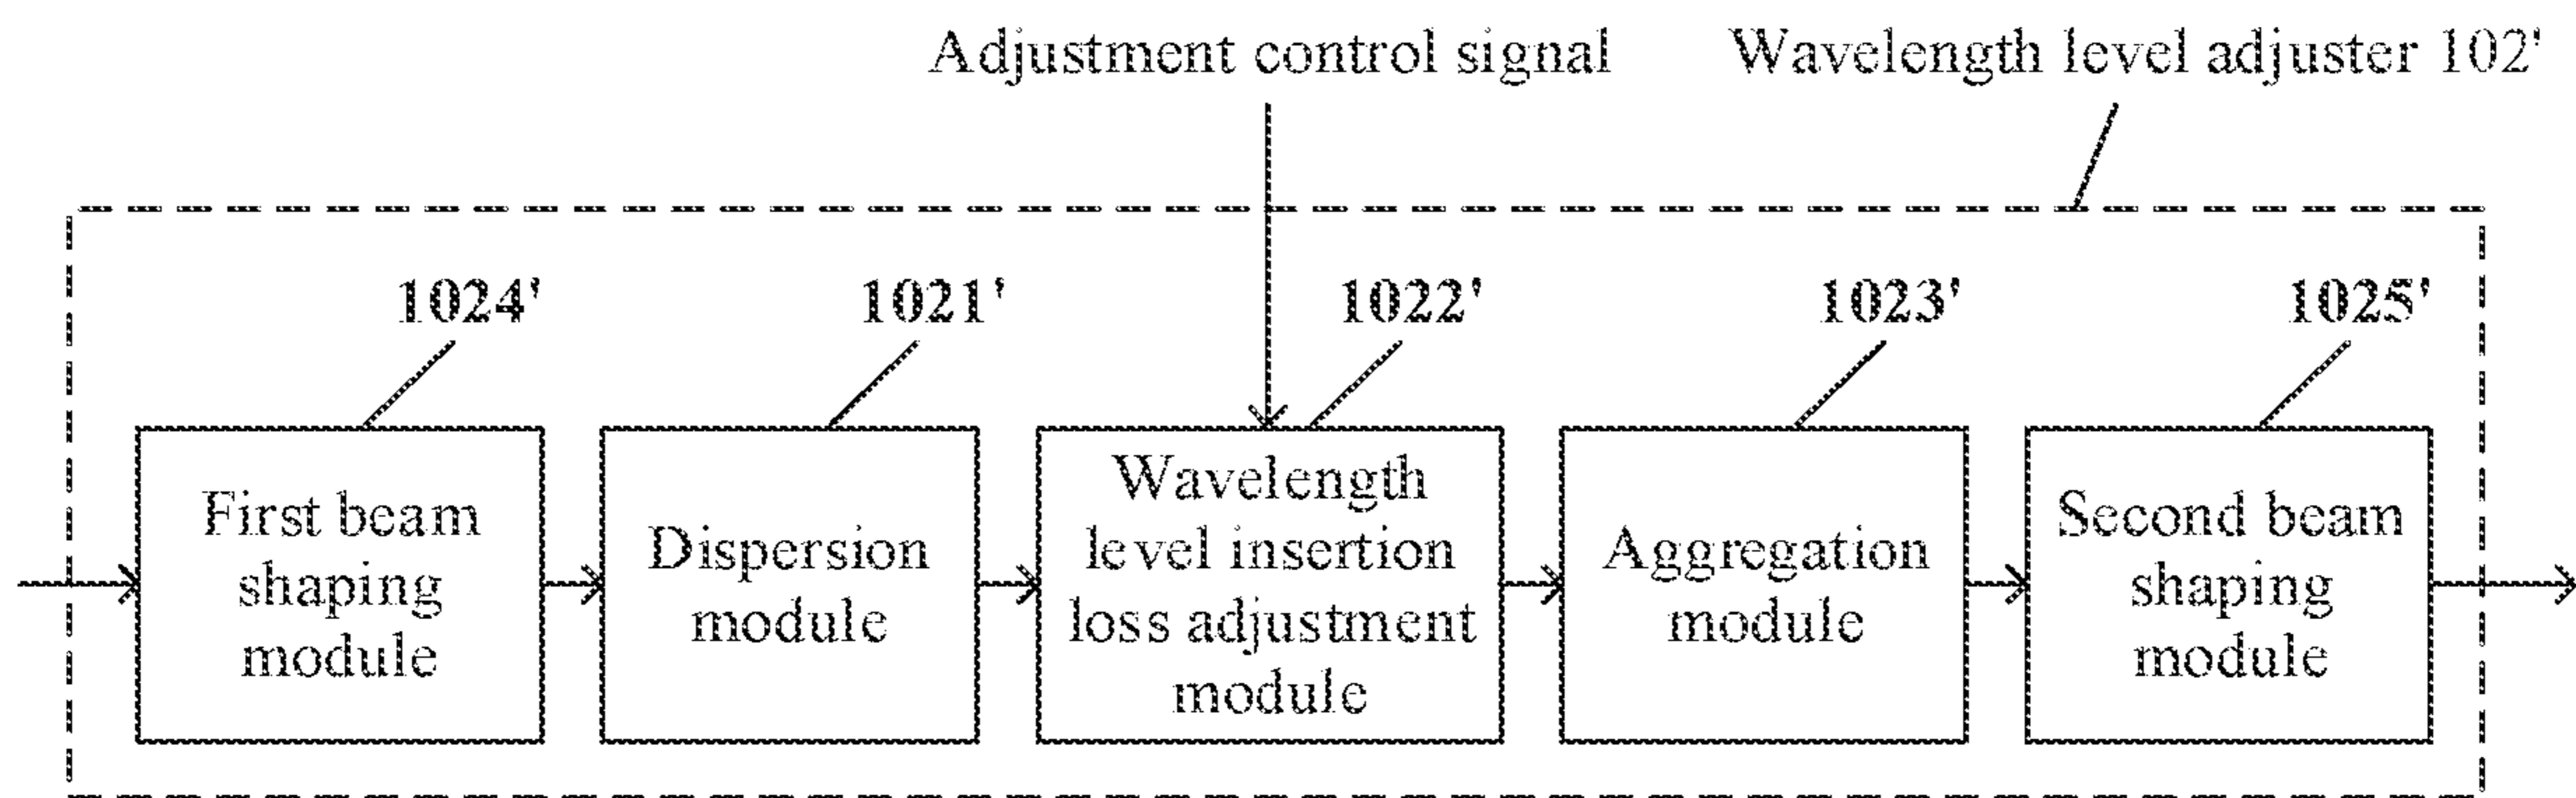 Adjustment control signal
Wavelength level adjuster 102'
1024'
1021'
1022'
1023'
1025'
First beam
shaping
module
Dispersion
module
Wavelength
level insertion
loss adjustment
module
Aggregation
module
Second beam
shaping
module